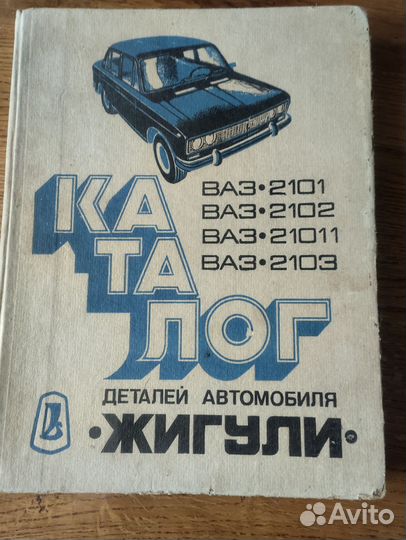 ВАЗ•2101
ВАЗ•2102
ВАЗ•21011
ВАЗ•2103
КА
ТА
ЛОГ
ДЕТАЛЕЙ АВТОМОБИЛЯ
•ЖИГУЛИ•
Avito